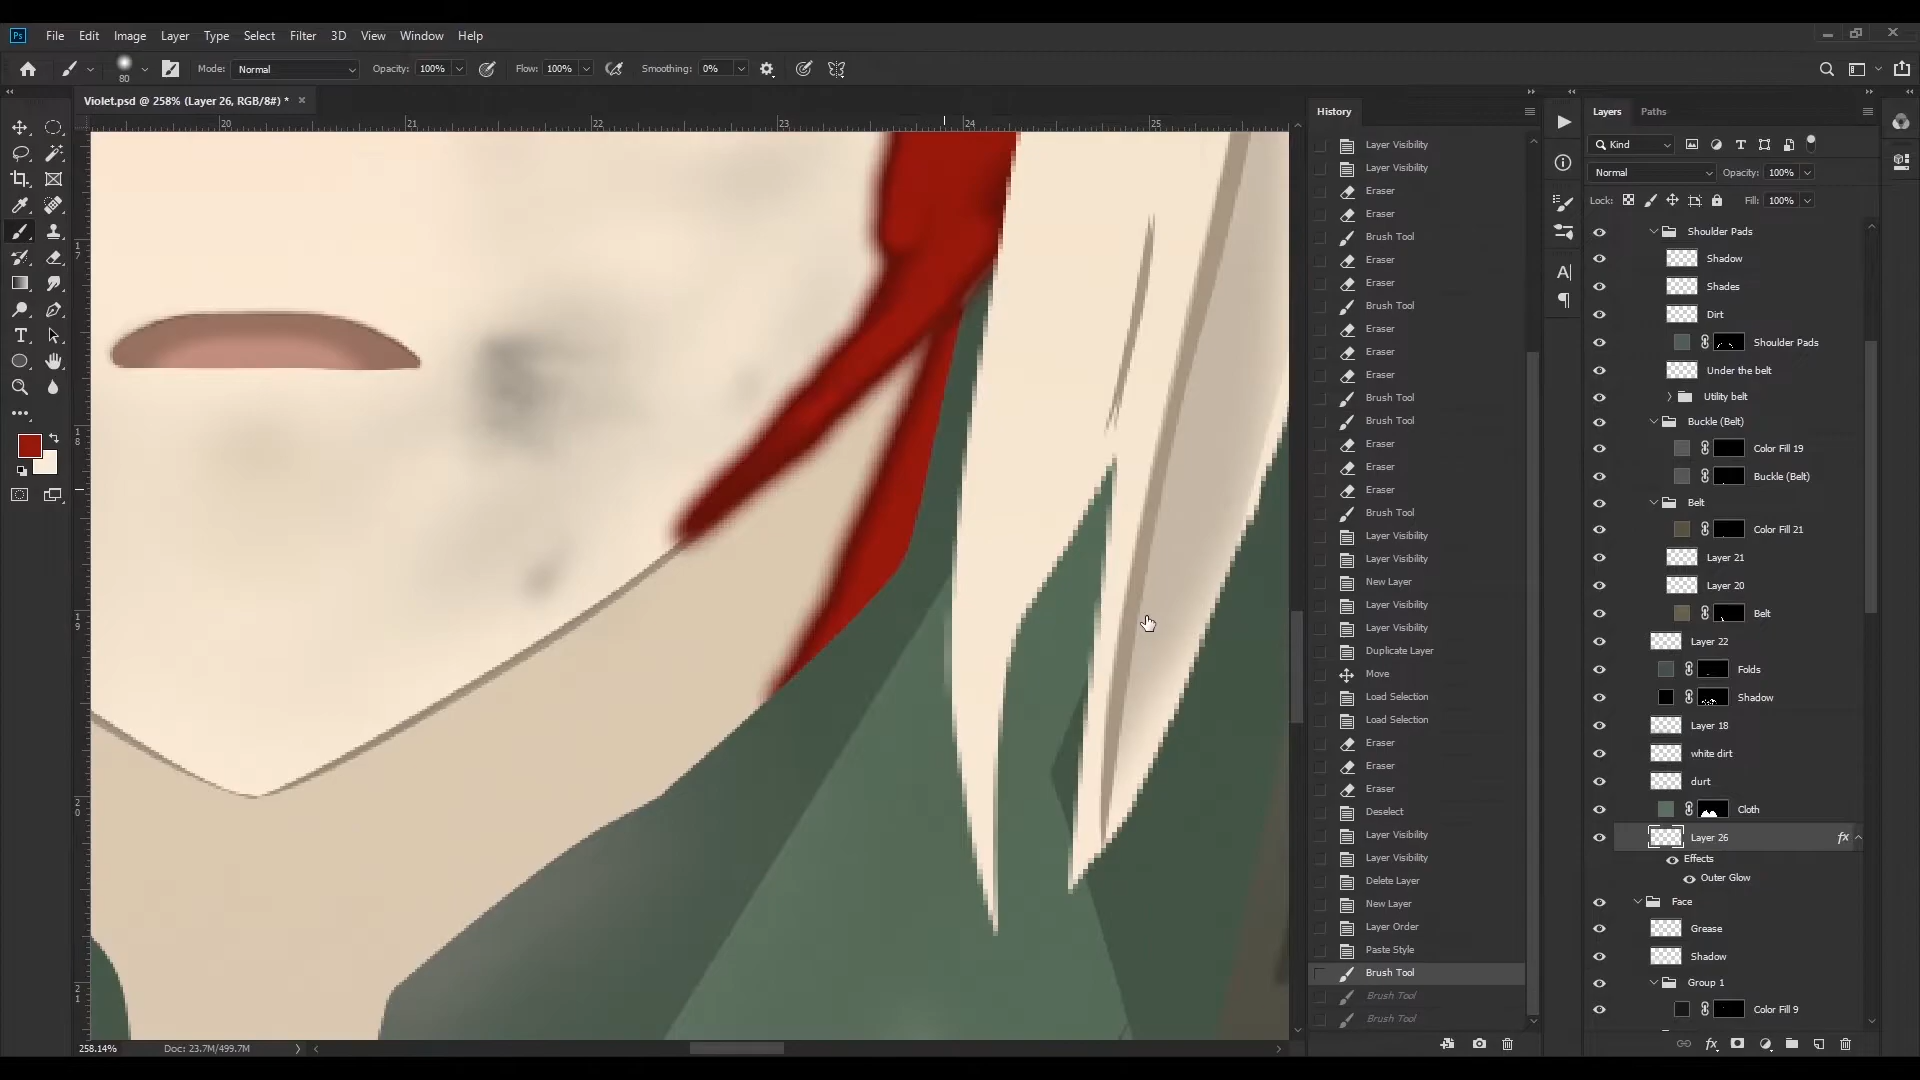 Ps File Edit Image Layer Type Select Filter 3D View Window Help
80 Mode: Normal Opacity: 100% Flow: 100% Smoothing: 0%
Violet.psd @ 258% (Layer 26, RGB/8#) * ×
20 21 22 23 24 25
17
18
19
20
21
258.14% Doc: 23.7M/499.7M
History
Layer Visibility
Layer Visibility
Eraser
Eraser
Brush Tool
Eraser
Eraser
Brush Tool
Eraser
Eraser
Eraser
Brush Tool
Brush Tool
Eraser
Eraser
Eraser
Brush Tool
Layer Visibility
Layer Visibility
New Layer
Layer Visibility
Layer Visibility
Duplicate Layer
Move
Load Selection
Load Selection
Eraser
Eraser
Eraser
Deselect
Layer Visibility
Layer Visibility
Delete Layer
New Layer
Layer Order
Paste Style
Brush Tool
Brush Tool
Brush Tool
Layers Paths
Kind
Normal Opacity: 100%
Lock: Fill: 100%
Shoulder Pads
Shadow
Shades
Dirt
Shoulder Pads
Under the belt
Utility belt
Buckle (Belt)
Color Fill 19
Buckle (Belt)
Belt
Color Fill 21
Layer 21
Layer 20
Belt
Layer 22
Folds
Shadow
Layer 18
white dirt
durt
Cloth
Layer 26 fx
Effects
Outer Glow
Face
Grease
Shadow
Group 1
Color Fill 9